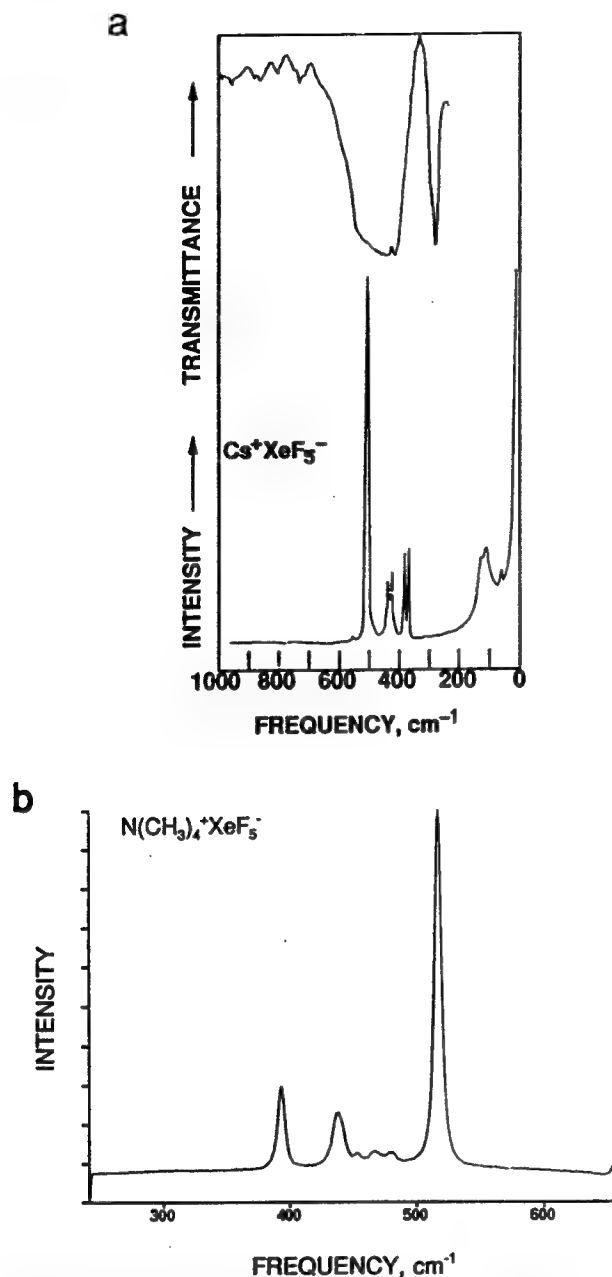 a
TRANSMITTANCE
INTENSITY
Cs⁺XeF₅⁻
1000 800 600 400 200 0
FREQUENCY, cm⁻¹
b
N(CH₃)₄⁺XeF₅⁻
INTENSITY
300 400 500 600
FREQUENCY, cm⁻¹